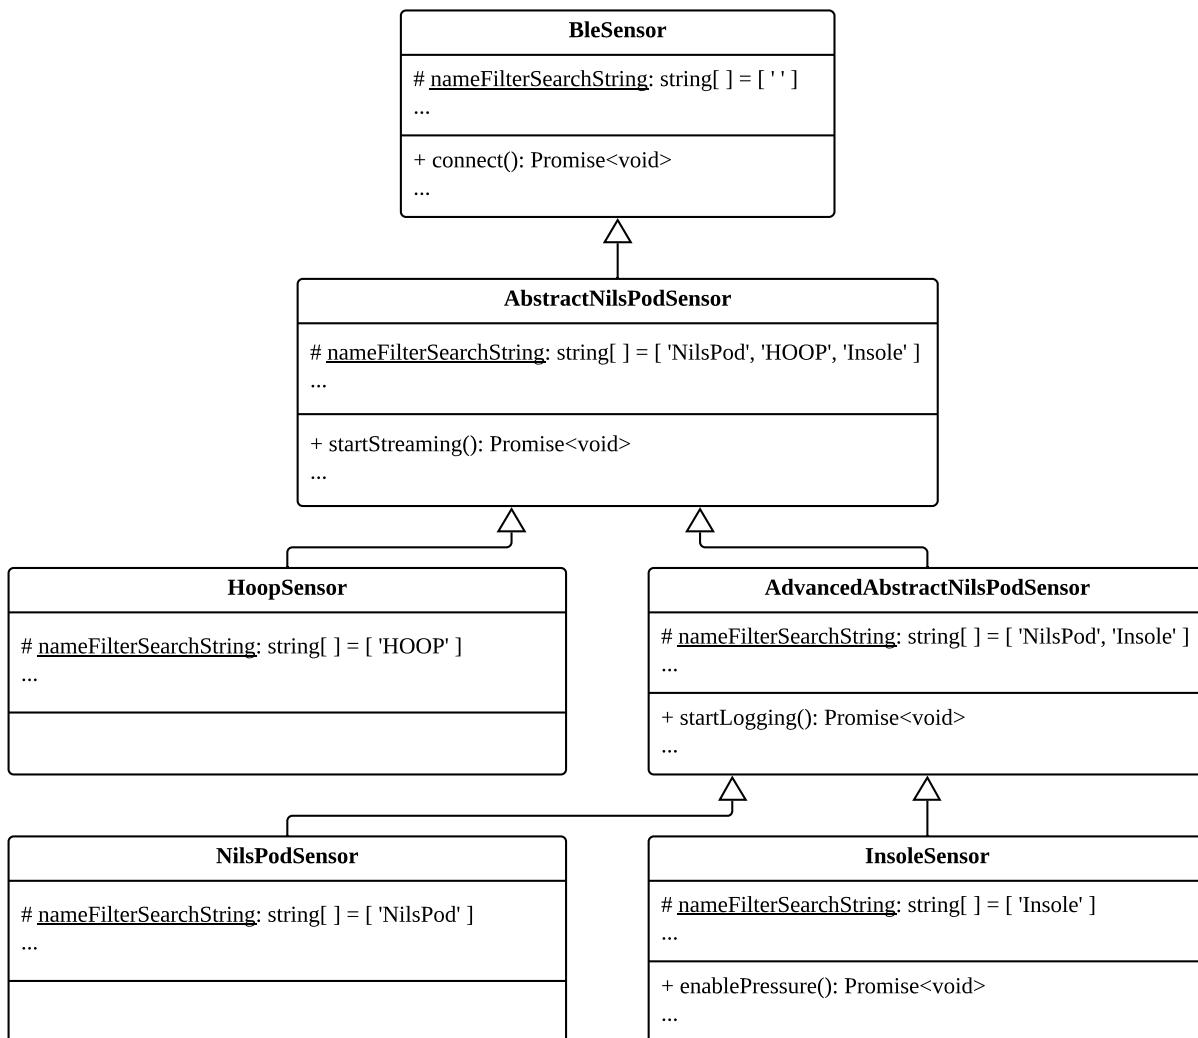 BleSensor
# nameFilterSearchString: string[ ] = [ ' ' ]
...
+ connect(): Promise<void>
...
AbstractNilsPodSensor
# nameFilterSearchString: string[ ] = [ 'NilsPod', 'HOOP', 'Insole' ]
...
+ startStreaming(): Promise<void>
...
HoopSensor
# nameFilterSearchString: string[ ] = [ 'HOOP' ]
...
AdvancedAbstractNilsPodSensor
# nameFilterSearchString: string[ ] = [ 'NilsPod', 'Insole' ]
...
+ startLogging(): Promise<void>
...
NilsPodSensor
# nameFilterSearchString: string[ ] = [ 'NilsPod' ]
...
InsoleSensor
# nameFilterSearchString: string[ ] = [ 'Insole' ]
...
+ enablePressure(): Promise<void>
...